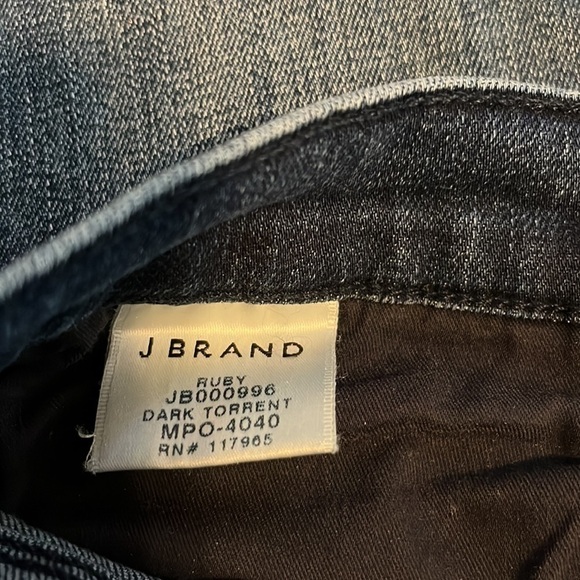 J BRAND
RUBY
JB000996
DARK TORRENT
MPO-4040
RN# 117965